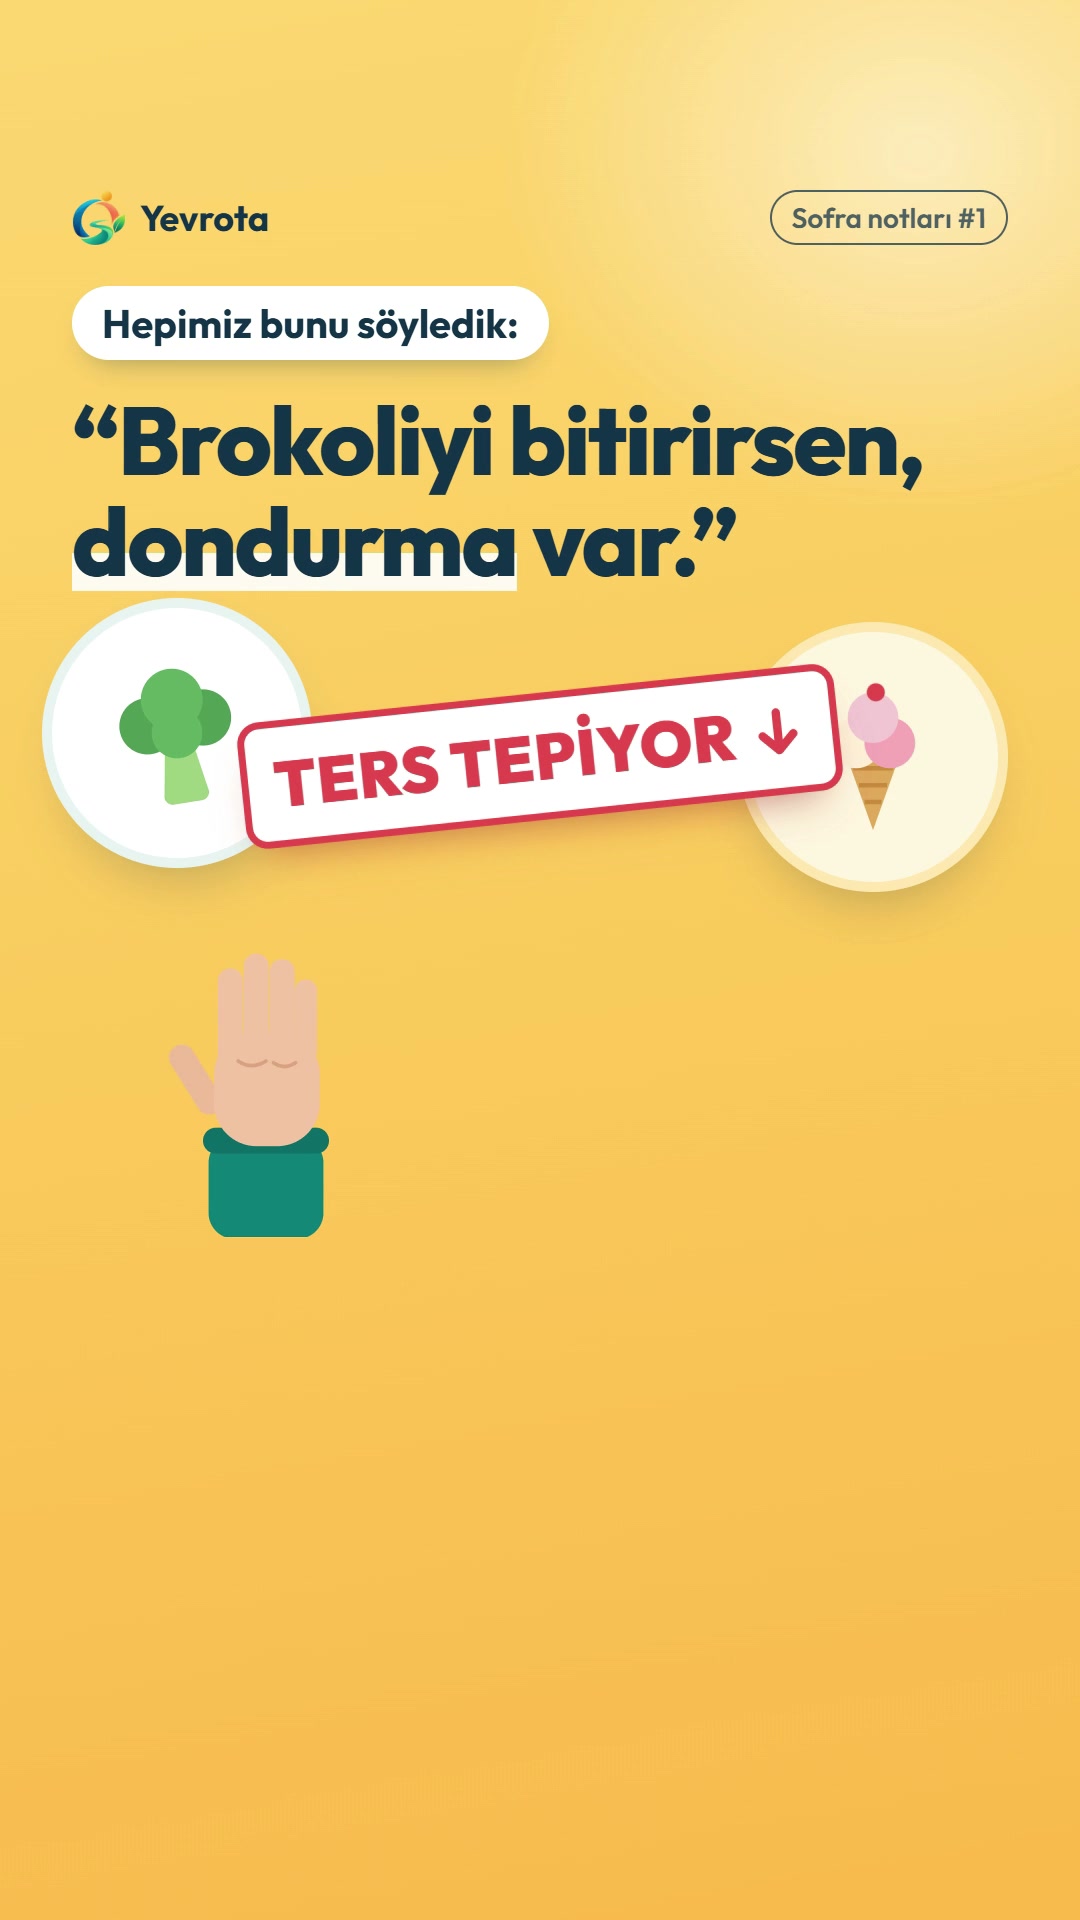 Yevrota
Sofra notları #1
Hepimiz bunu söyledik:
“Brokoliyi bitirirsen,
dondurma var.”
TERS TEPİYOR ↓